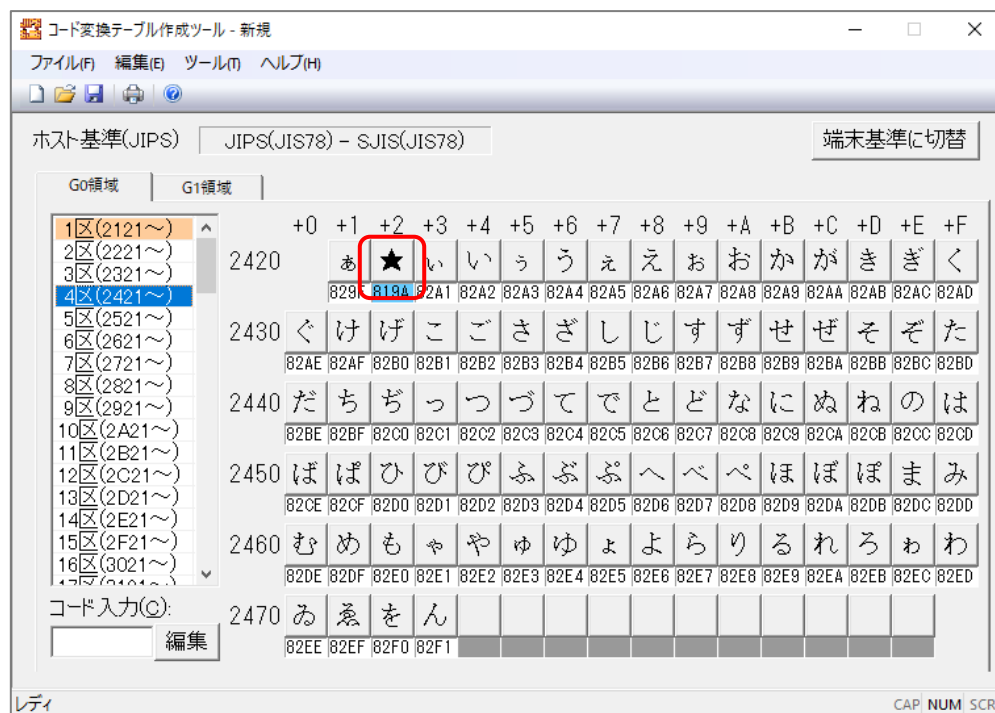 コード変換テーブル作成ツール - 新規
ファイル(F) 編集(E) ツール(T) ヘルプ(H)
ホスト基準(JIPS) JIPS(JIS78) – SJIS(JIS78) 端末基準に切替
G0領域 G1領域
1区(2121～)
2区(2221～)
3区(2321～)
4区(2421～)
5区(2521～)
6区(2621～)
7区(2721～)
8区(2821～)
9区(2921～)
10区(2A21～)
11区(2B21～)
12区(2C21～)
13区(2D21～)
14区(2E21～)
15区(2F21～)
16区(3021～)
コード入力(C):
編集
+0 +1 +2 +3 +4 +5 +6 +7 +8 +9 +A +B +C +D +E +F
2420 ぁ ★ ぃ い ぅ う ぇ え ぉ お か が き ぎ く
819A 82A1 82A2 82A3 82A4 82A5 82A6 82A7 82A8 82A9 82AA 82AB 82AC 82AD
2430 ぐ け げ こ ご さ ざ し じ す ず せ ぜ そ ぞ た
82AE 82AF 82B0 82B1 82B2 82B3 82B4 82B5 82B6 82B7 82B8 82B9 82BA 82BB 82BC 82BD
2440 だ ち ぢ っ つ づ て で と ど な に ぬ ね の は
82BE 82BF 82C0 82C1 82C2 82C3 82C4 82C5 82C6 82C7 82C8 82C9 82CA 82CB 82CC 82CD
2450 ば ぱ ひ び ぴ ふ ぶ ぷ へ べ ぺ ほ ぼ ぽ ま み
82CE 82CF 82D0 82D1 82D2 82D3 82D4 82D5 82D6 82D7 82D8 82D9 82DA 82DB 82DC 82DD
2460 む め も ゃ や ゅ ゆ ょ よ ら り る れ ろ ゎ わ
82DE 82DF 82E0 82E1 82E2 82E3 82E4 82E5 82E6 82E7 82E8 82E9 82EA 82EB 82EC 82ED
2470 ゐ ゑ を ん
82EE 82EF 82F0 82F1
レディ CAP NUM SCR